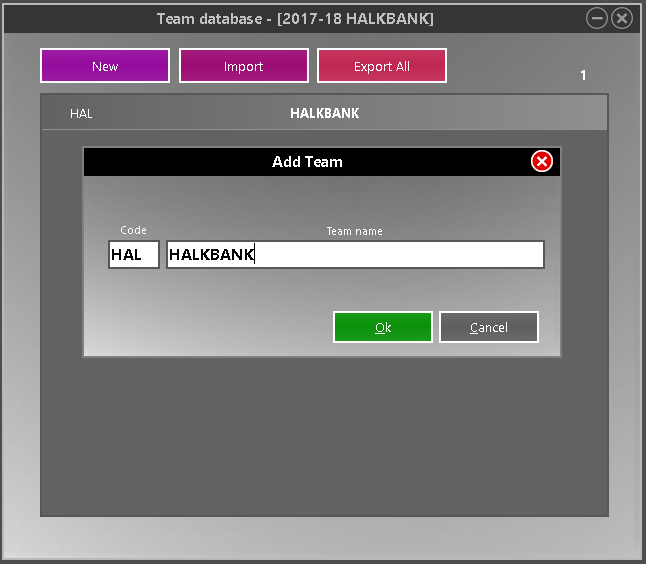 Team database - [2017-18 HALKBANK]
New Import Export All
1
HAL HALKBANK
Add Team
Code Team name
HAL HALKBANK
Ok Cancel